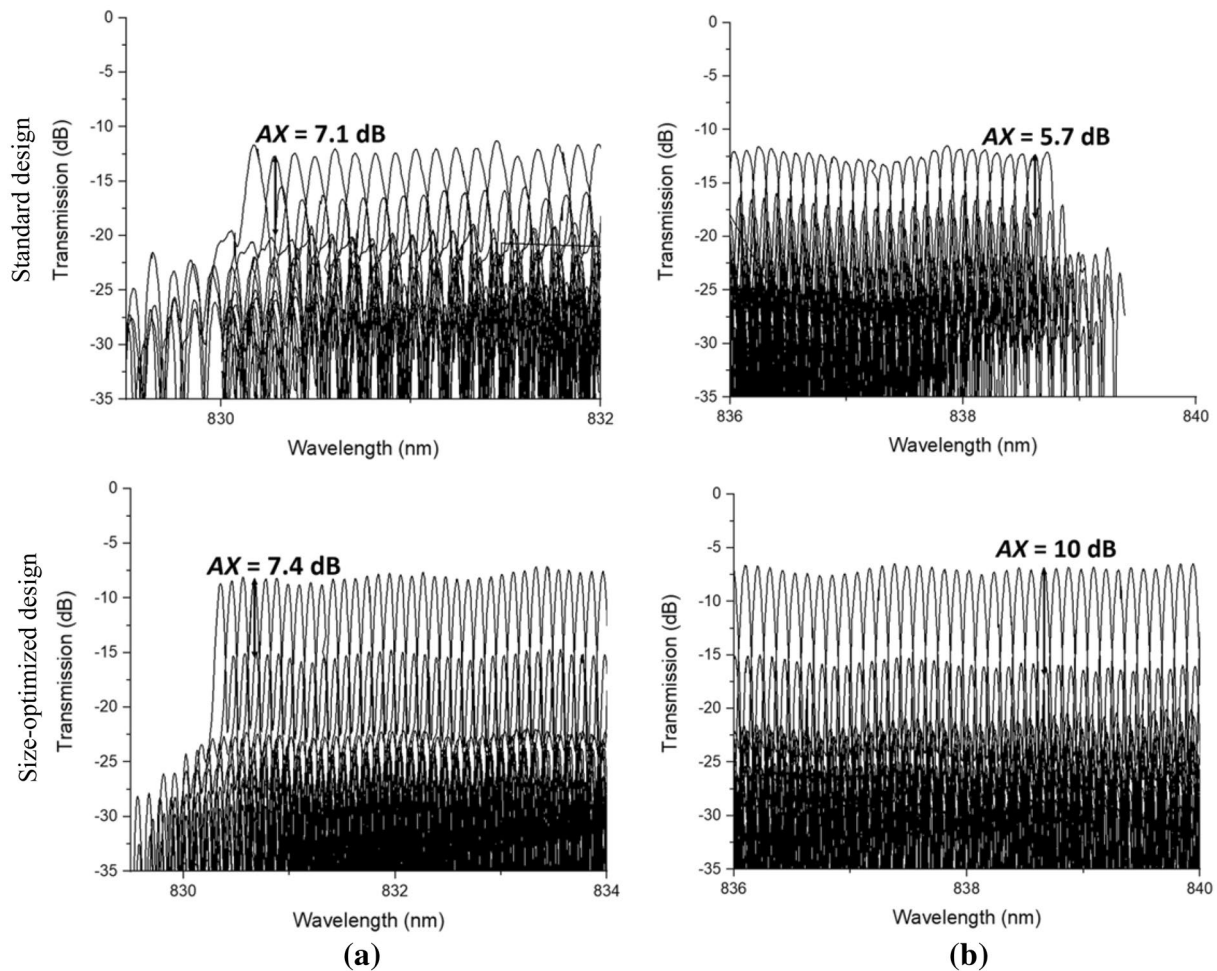 Standard design
Transmission (dB)
0
-5
-10
-15
-20
-25
-30
-35
AX = 7.1 dB
830
832
Wavelength (nm)
Transmission (dB)
0
-5
-10
-15
-20
-25
-30
-35
AX = 5.7 dB
836
838
840
Wavelength (nm)
Size-optimized design
Transmission (dB)
0
-5
-10
-15
-20
-25
-30
-35
AX = 7.4 dB
830
832
834
Wavelength (nm)
(a)
Transmission (dB)
0
-5
-10
-15
-20
-25
-30
-35
AX = 10 dB
836
838
840
Wavelength (nm)
(b)